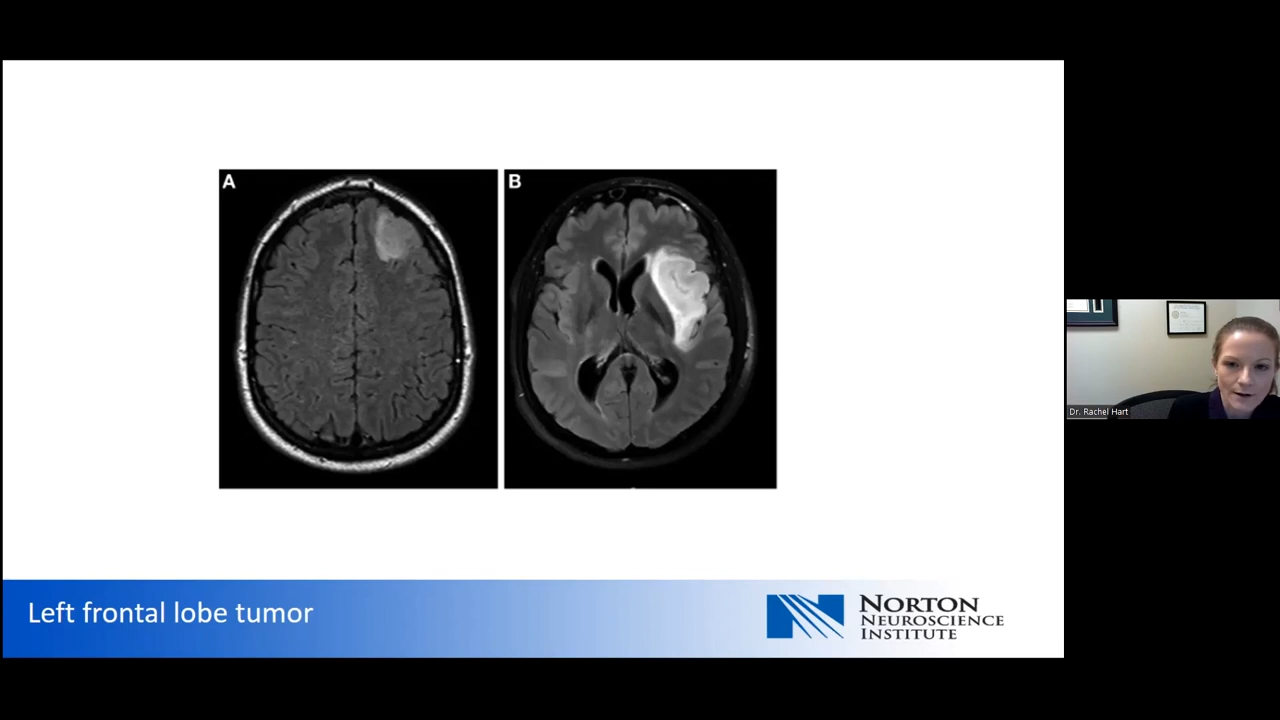 A
B
Dr. Rachel Hart
Left frontal lobe tumor
NORTON
NEUROSCIENCE
INSTITUTE